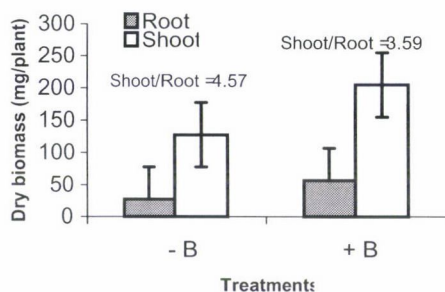 Dry biomass (mg/plant)
300
250
200
150
100
50
0
Root
Shoot
Shoot/Root =4.57
Shoot/Root =3.59
- B
+ B
Treatments